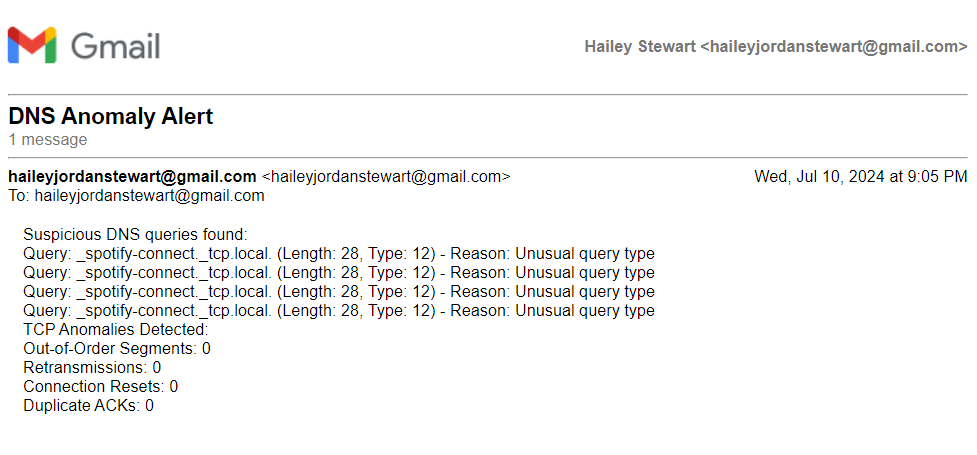 Gmail
Hailey Stewart <haileyjordanstewart@gmail.com>
DNS Anomaly Alert
1 message
haileyjordanstewart@gmail.com <haileyjordanstewart@gmail.com> Wed, Jul 10, 2024 at 9:05 PM
To: haileyjordanstewart@gmail.com
Suspicious DNS queries found:
Query: _spotify-connect._tcp.local. (Length: 28, Type: 12) - Reason: Unusual query type
Query: _spotify-connect._tcp.local. (Length: 28, Type: 12) - Reason: Unusual query type
Query: _spotify-connect._tcp.local. (Length: 28, Type: 12) - Reason: Unusual query type
Query: _spotify-connect._tcp.local. (Length: 28, Type: 12) - Reason: Unusual query type
TCP Anomalies Detected:
Out-of-Order Segments: 0
Retransmissions: 0
Connection Resets: 0
Duplicate ACKs: 0